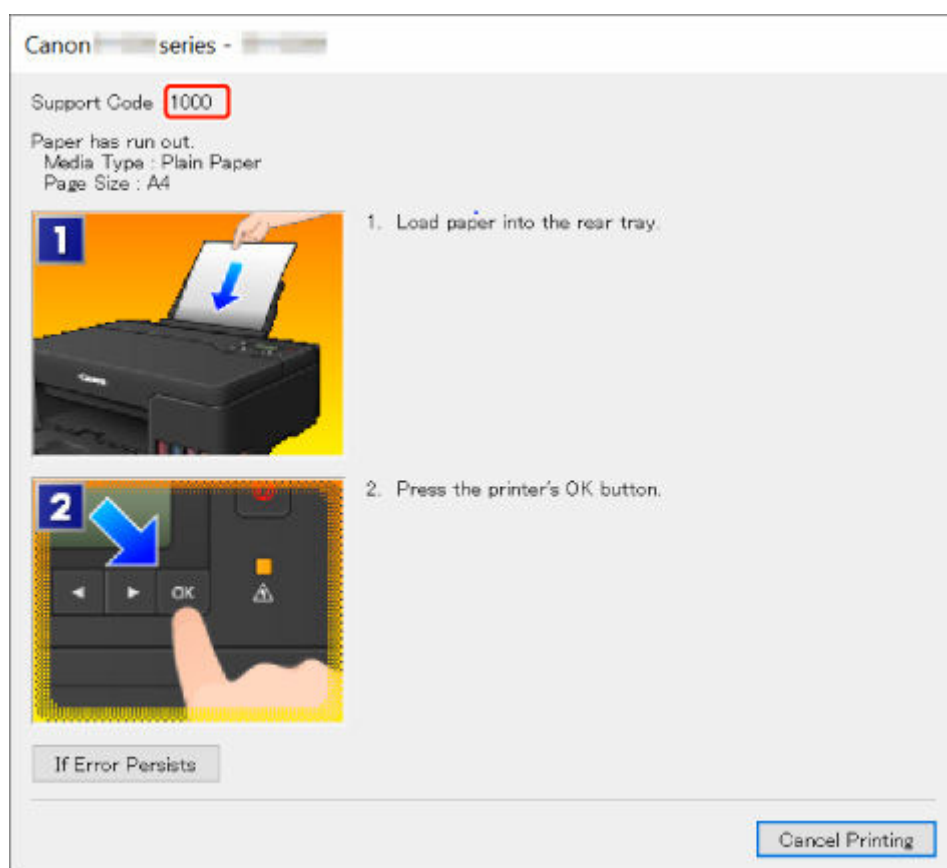 Canon series -
Support Code 1000
Paper has run out.
Media Type : Plain Paper
Page Size : A4
1
1. Load paper into the rear tray.
Canon
2
2. Press the printer's OK button.
OK
If Error Persists
Cancel Printing